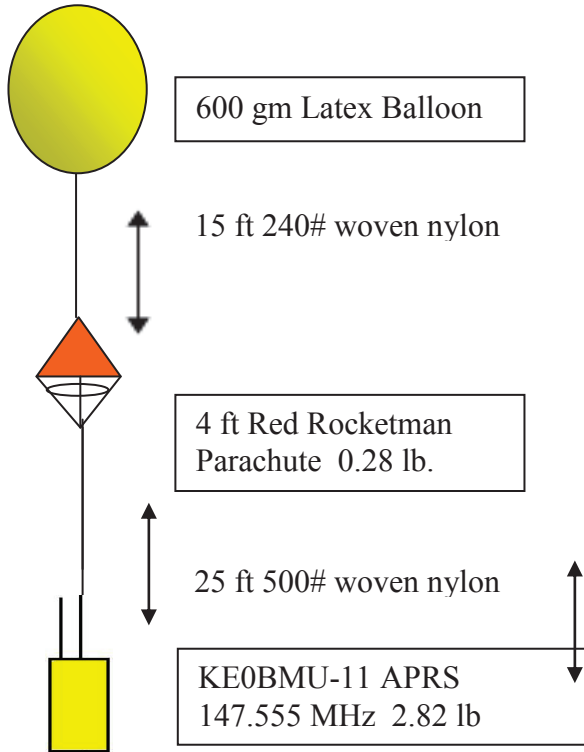 600 gm Latex Balloon
15 ft 240# woven nylon
4 ft Red Rocketman
Parachute  0.28 lb.
25 ft 500# woven nylon
KE0BMU-11 APRS
147.555 MHz  2.82 lb